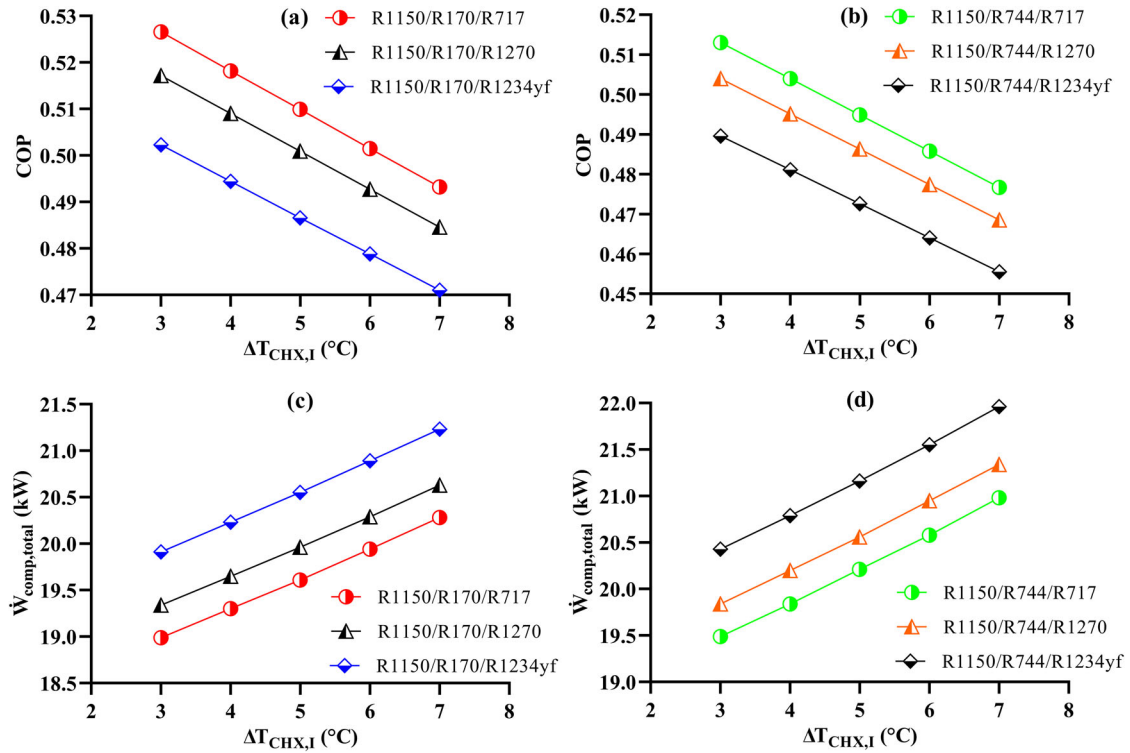 (a)
0.53
0.52
0.51
0.50
0.49
0.48
0.47
COP
R1150/R170/R717
R1150/R170/R1270
R1150/R170/R1234yf
2 3 4 5 6 7 8
ΔT_CHX,I (°C)
(b)
0.52
0.51
0.50
0.49
0.48
0.47
0.46
0.45
COP
R1150/R744/R717
R1150/R744/R1270
R1150/R744/R1234yf
2 3 4 5 6 7 8
ΔT_CHX,I (°C)
(c)
21.5
21.0
20.5
20.0
19.5
19.0
18.5
Ẇ_comp,total (kW)
R1150/R170/R717
R1150/R170/R1270
R1150/R170/R1234yf
2 3 4 5 6 7 8
ΔT_CHX,I (°C)
(d)
22.0
21.5
21.0
20.5
20.0
19.5
19.0
Ẇ_comp,total (kW)
R1150/R744/R717
R1150/R744/R1270
R1150/R744/R1234yf
2 3 4 5 6 7 8
ΔT_CHX,I (°C)